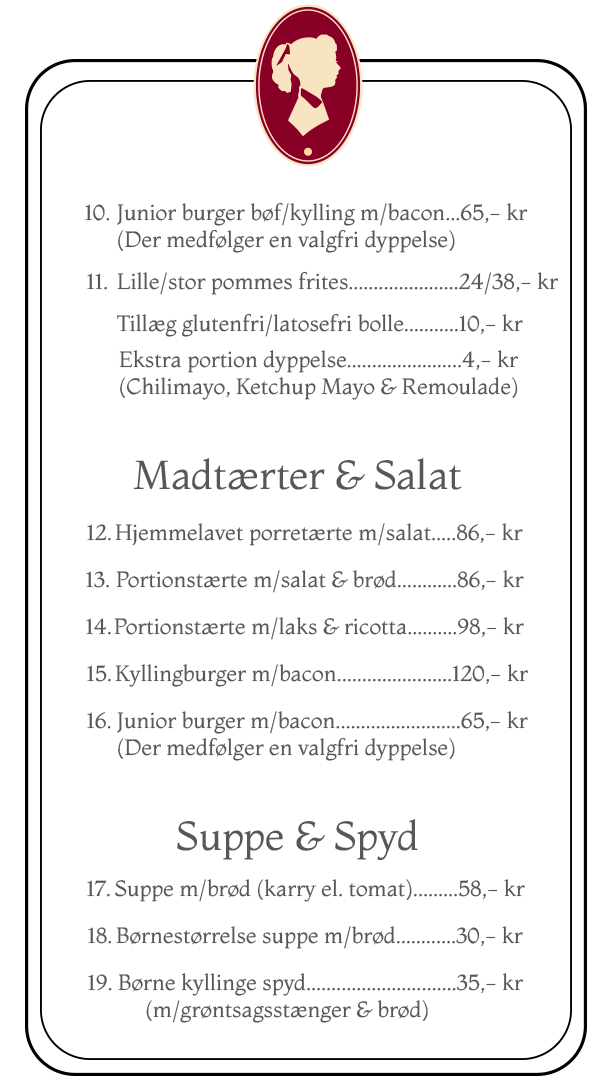 10. Junior burger bøf/kylling m/bacon...65,– kr
(Der medfølger en valgfri dyppelse)
11. Lille/stor pommes frites.....................24/38,– kr
Tillæg glutenfri/latosefri bolle..........10,– kr
Ekstra portion dyppelse......................4,– kr
(Chilimayo, Ketchup Mayo & Remoulade)
Madtærter & Salat
12. Hjemmelavet porretærte m/salat.....86,– kr
13. Portionstærte m/salat & brød...........86,– kr
14. Portionstærte m/laks & ricotta.........98,– kr
15. Kyllingburger m/bacon......................120,– kr
16. Junior burger m/bacon........................65,– kr
(Der medfølger en valgfri dyppelse)
Suppe & Spyd
17. Suppe m/brød (karry el. tomat).........58,– kr
18. Børnestørrelse suppe m/brød...........30,– kr
19. Børne kyllinge spyd.............................35,– kr
(m/grøntsagsstænger & brød)